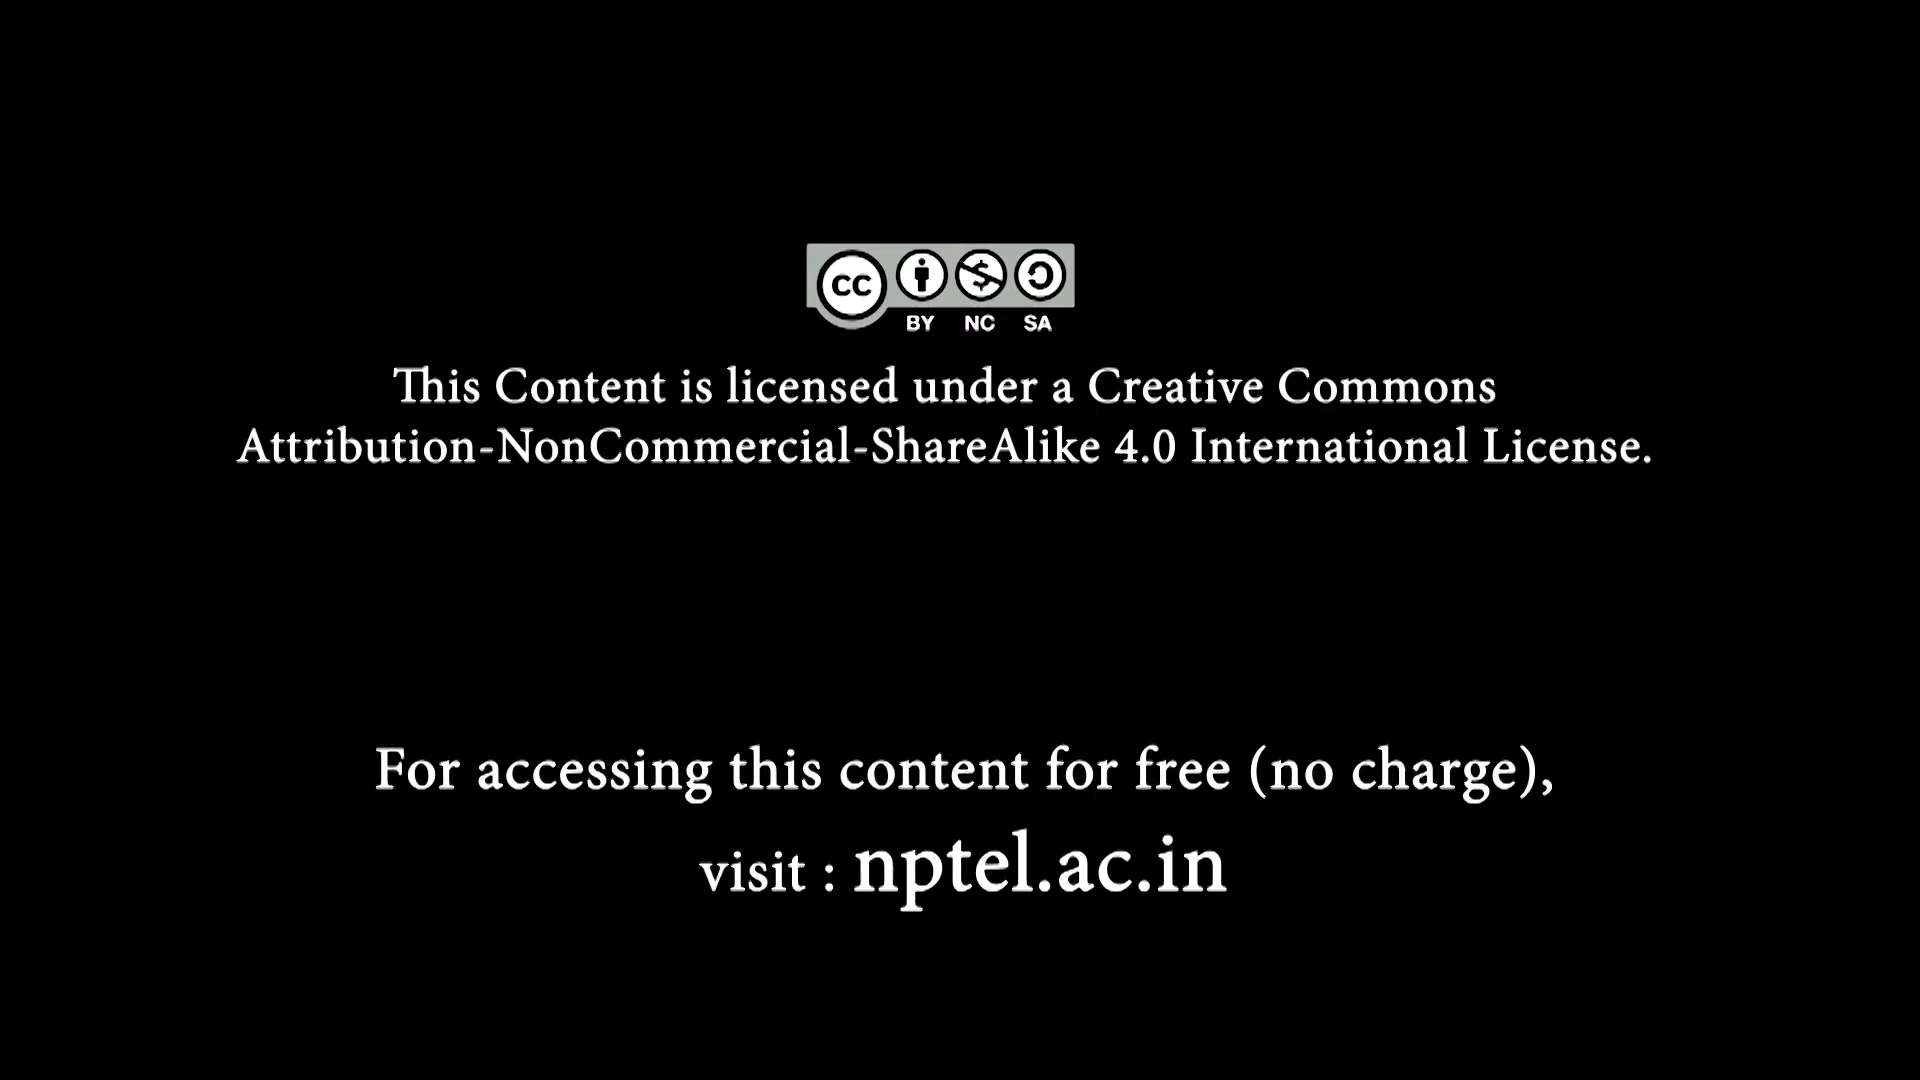 cc
BY NC SA
This Content is licensed under a Creative Commons
Attribution-NonCommercial-ShareAlike 4.0 International License.
For accessing this content for free (no charge),
visit : nptel.ac.in